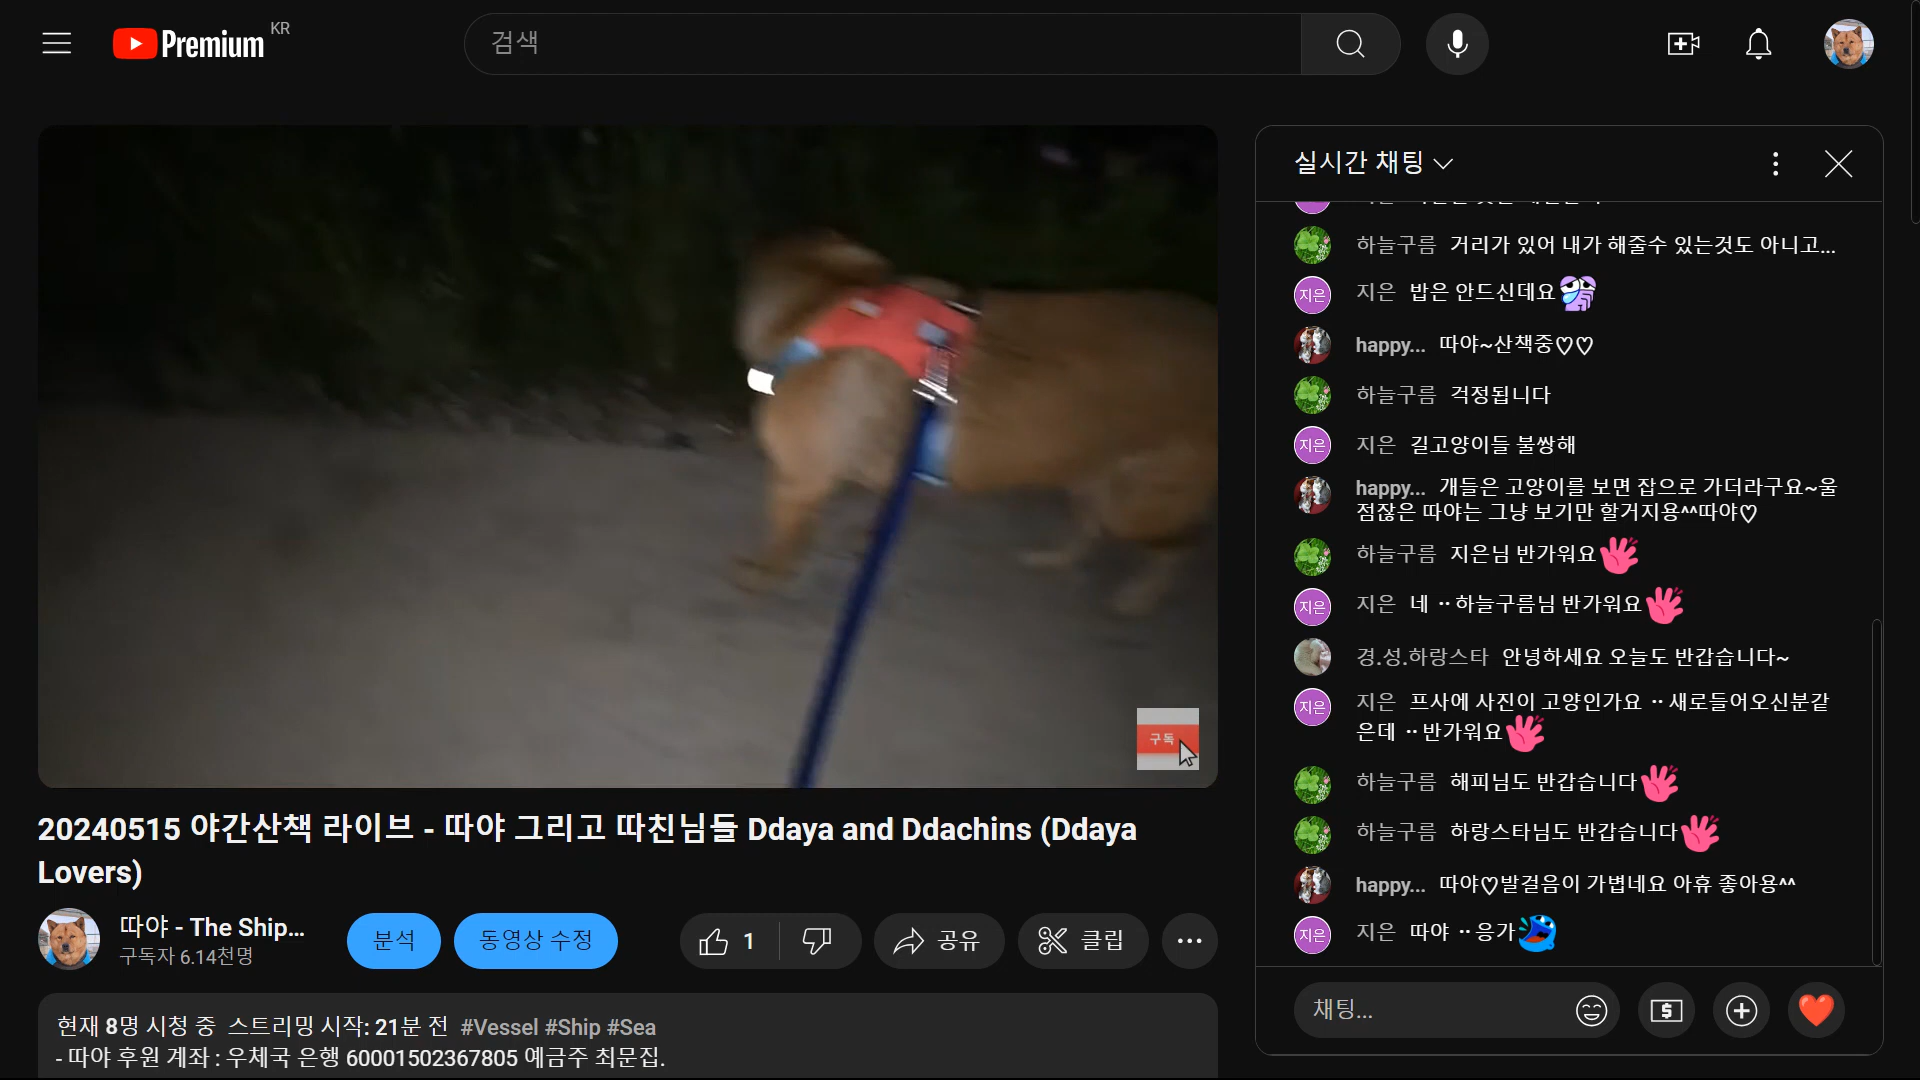 Premium KR
검색
실시간 채팅
하늘구름 거리가 있어 내가 해줄수 있는것도 아니고...
지은 지은 밥은 안드신데요
happy... 따야~산책중♡♡
하늘구름 걱정됩니다
지은 지은 길고양이들 불쌍해
happy... 개들은 고양이를 보면 잡으로 가더라구요~울
점잖은 따야는 그냥 보기만 할거지용^^따야♡
하늘구름 지은님 반가워요
지은 지은 네 ··하늘구름님 반가워요
경.성.하랑스타 안녕하세요 오늘도 반갑습니다~
지은 지은 프사에 사진이 고양인가요 ··새로들어오신분같
은데 ··반가워요
하늘구름 해피님도 반갑습니다
하늘구름 하랑스타님도 반갑습니다
happy... 따야♡발걸음이 가볍네요 아휴 좋아용^^
지은 지은 따야 ··응가
채팅...
구독
20240515 야간산책 라이브 - 따야 그리고 따친님들 Ddaya and Ddachins (Ddaya
Lovers)
따야 - The Ship...
구독자 6.14천명
분석
동영상 수정
1
공유
클립
현재 8명 시청 중 스트리밍 시작: 21분 전 #Vessel #Ship #Sea
- 따야 후원 계좌 : 우체국 은행 60001502367805 예금주 최문집.